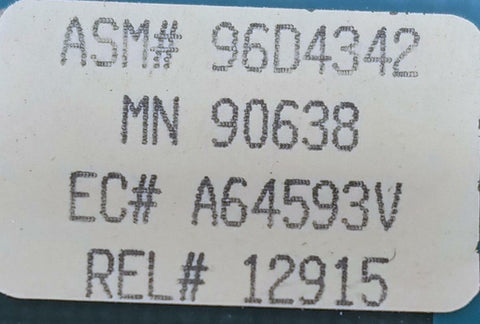 ASM# 96D4342
MN 90638
EC# A64593V
REL# 12915